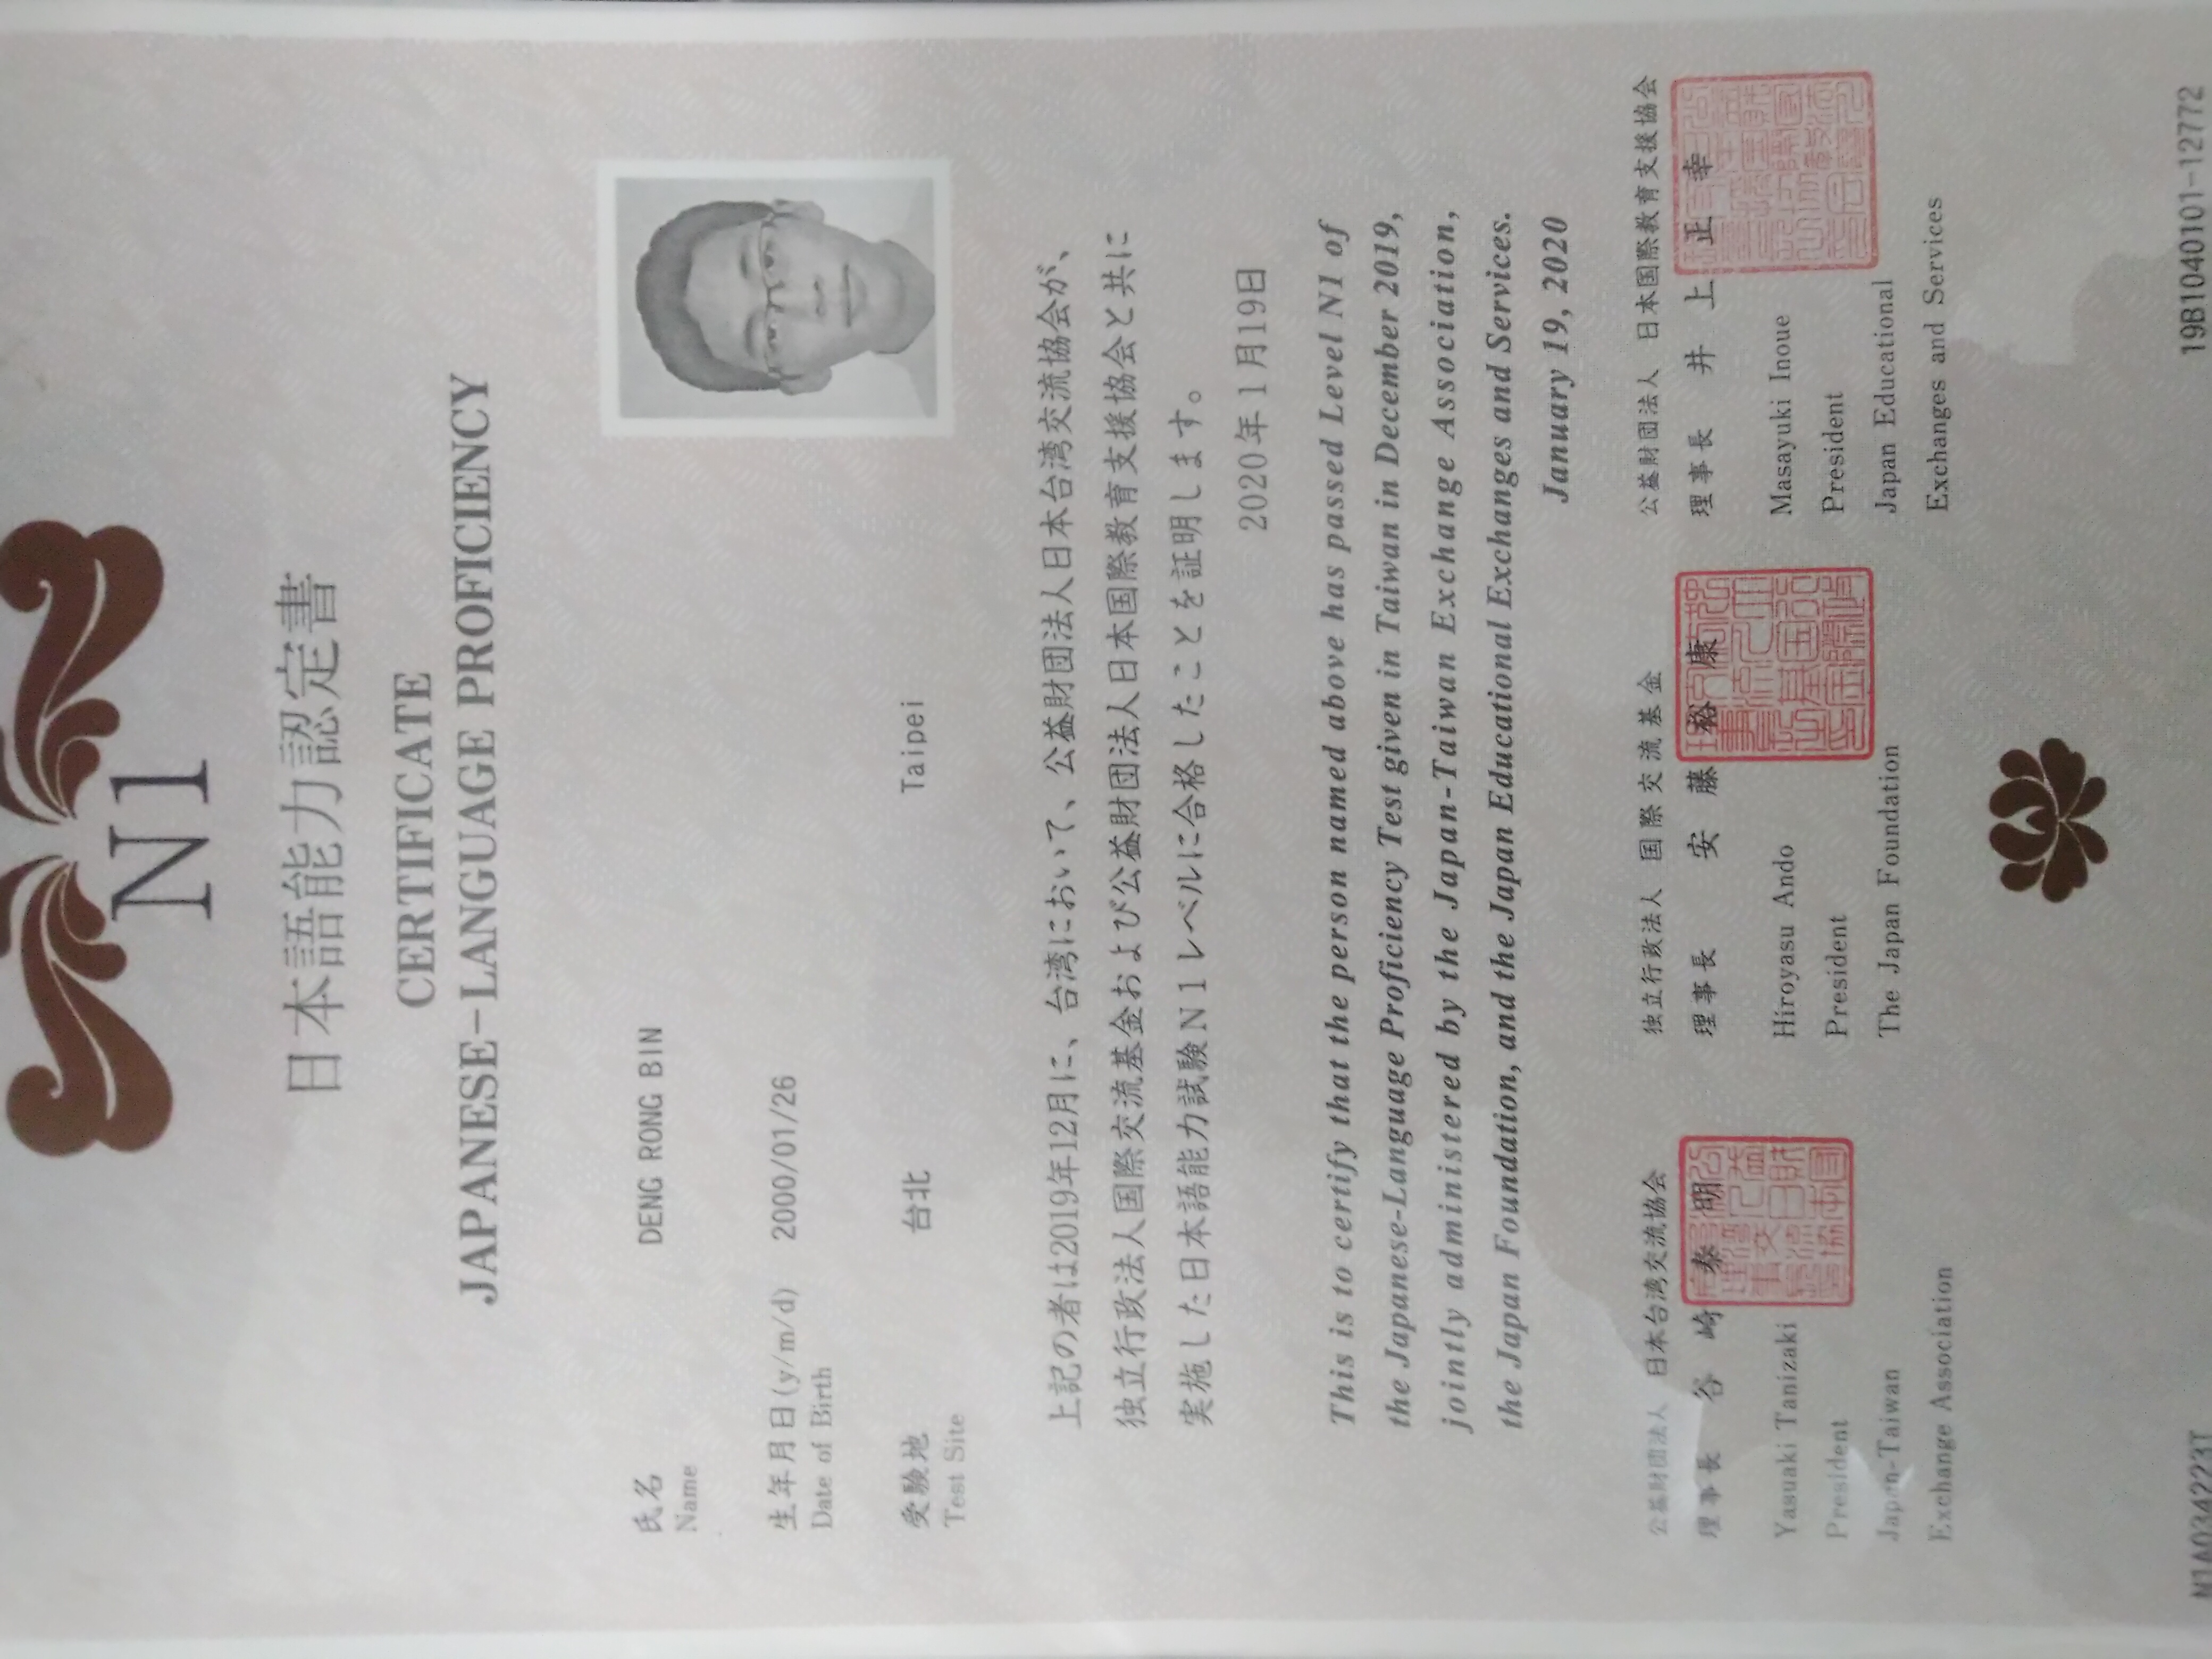 N1
日本語能力認定書
CERTIFICATE
JAPANESE-LANGUAGE PROFICIENCY
氏名 DENG RONG BIN
Name
生年月日(y/m/d) 2000/01/26
Date of Birth
受験地 台北 Taipei
Test Site
上記の者は2019年12月に、台湾において、公益財団法人日本台湾交流協会が、
独立行政法人国際交流基金および公益財団法人日本国際教育支援協会と共に
実施した日本語能力試験N1レベルに合格したことを証明します。
2020年1月19日
This is to certify that the person named above has passed Level N1 of
the Japanese-Language Proficiency Test given in Taiwan in December 2019,
jointly administered by the Japan-Taiwan Exchange Association,
the Japan Foundation, and the Japan Educational Exchanges and Services.
January 19, 2020
公益財団法人 日本台湾交流協会
理事長 谷崎泰明
Yasuaki Tanizaki
President
Japan-Taiwan
Exchange Association
独立行政法人 国際交流基金
理事長 安藤裕康
Hiroyasu Ando
President
The Japan Foundation
公益財団法人 日本国際教育支援協会
理事長 井上正幸
Masayuki Inoue
President
Japan Educational
Exchanges and Services
N1A034223T
19B1040101-12772